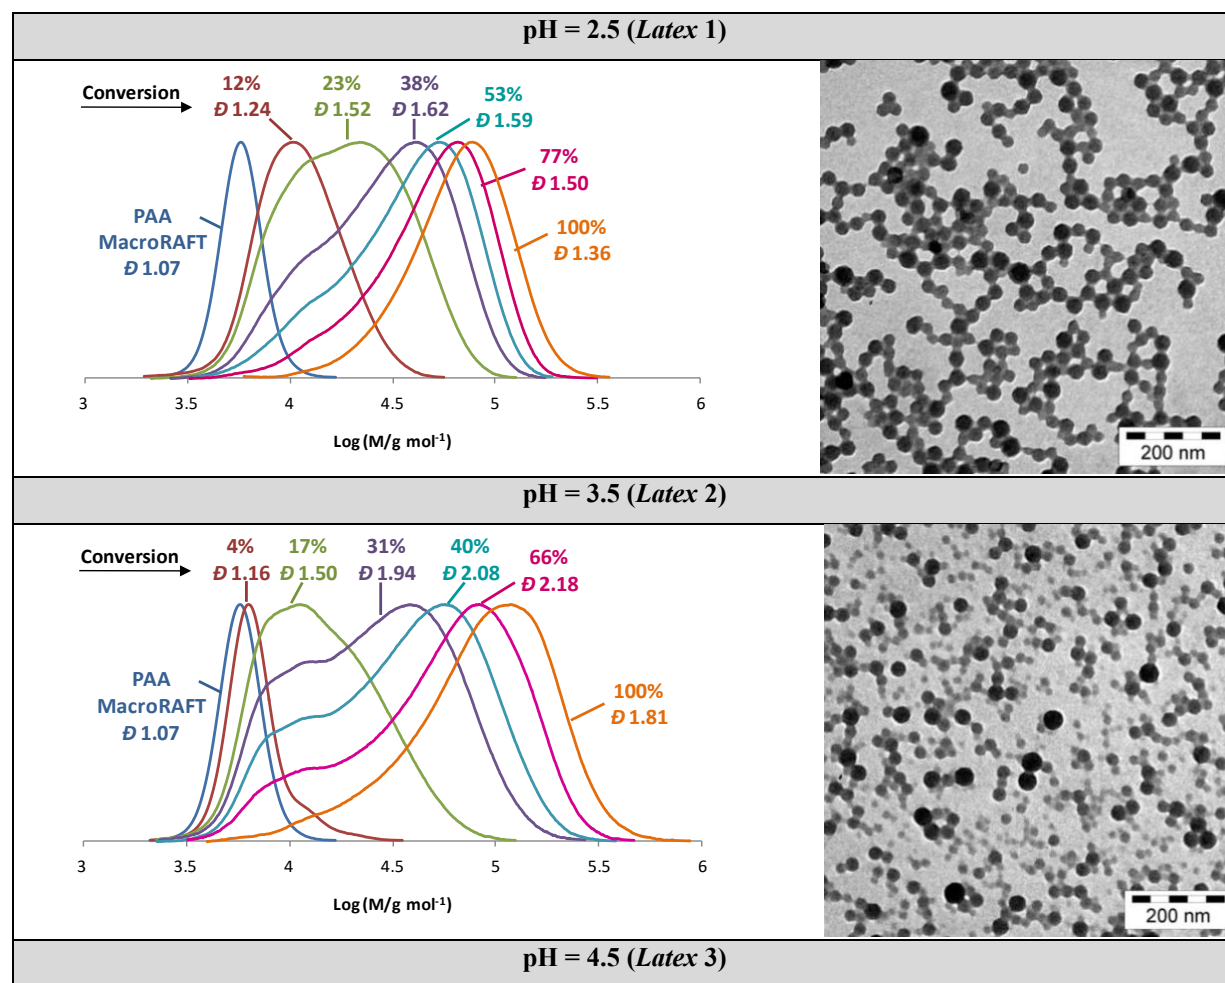 pH = 2.5 (Latex 1)
Conversion
12%
Đ 1.24
23%
Đ 1.52
38%
Đ 1.62
53%
Đ 1.59
77%
Đ 1.50
100%
Đ 1.36
PAA
MacroRAFT
Đ 1.07
3 3.5 4 4.5 5 5.5 6
Log (M/g mol⁻¹)
200 nm
pH = 3.5 (Latex 2)
Conversion
4%
Đ 1.16
17%
Đ 1.50
31%
Đ 1.94
40%
Đ 2.08
66%
Đ 2.18
100%
Đ 1.81
PAA
MacroRAFT
Đ 1.07
3 3.5 4 4.5 5 5.5 6
Log (M/g mol⁻¹)
200 nm
pH = 4.5 (Latex 3)